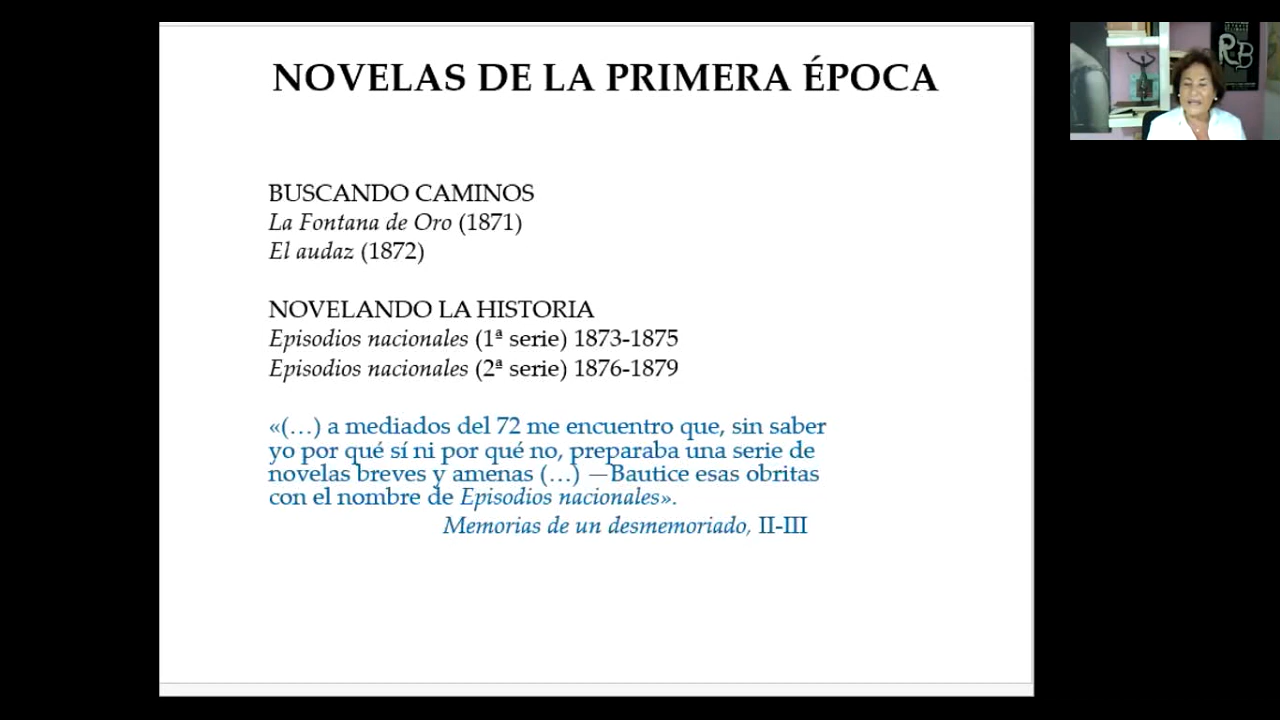 NOVELAS DE LA PRIMERA ÉPOCA
BUSCANDO CAMINOS
La Fontana de Oro (1871)
El audaz (1872)
NOVELANDO LA HISTORIA
Episodios nacionales (1ª serie) 1873-1875
Episodios nacionales (2ª serie) 1876-1879
«(…) a mediados del 72 me encuentro que, sin saber
yo por qué sí ni por qué no, preparaba una serie de
novelas breves y amenas (…) —Bautice esas obritas
con el nombre de Episodios nacionales».
Memorias de un desmemoriado, II-III
RB